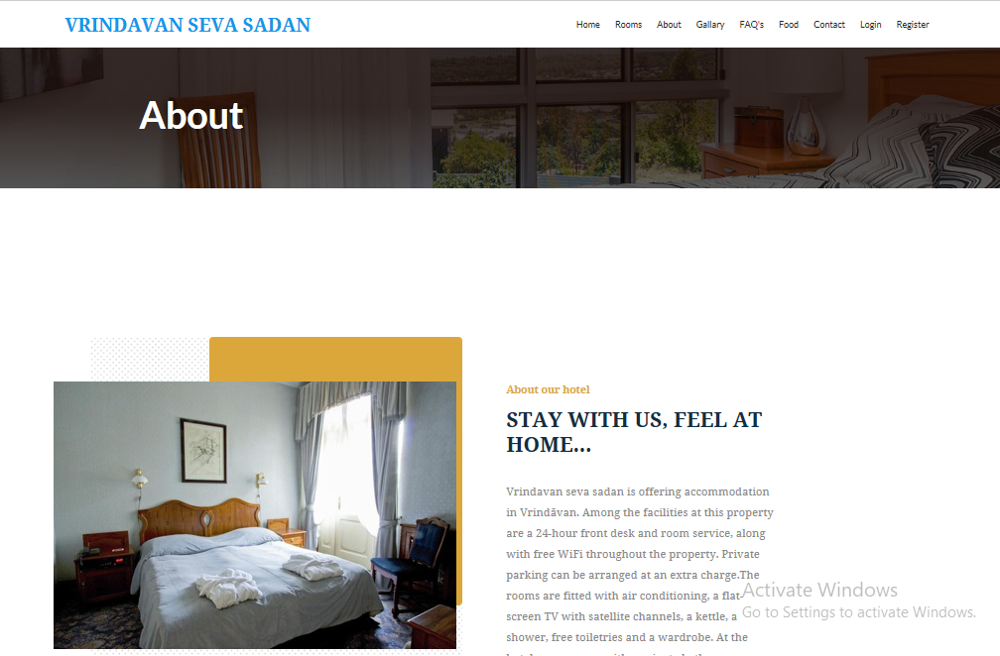 VRINDAVAN SEVA SADAN
Home Rooms About Gallary FAQ's Food Contact Login Register
About
About our hotel
STAY WITH US, FEEL AT
HOME...
Vrindavan seva sadan is offering accommodation
in Vrindāvan. Among the facilities at this property
are a 24-hour front desk and room service, along
with free WiFi throughout the property. Private
parking can be arranged at an extra charge.The
rooms are fitted with air conditioning, a flat-
screen TV with satellite channels, a kettle, a
shower, free toiletries and a wardrobe. At the
Activate Windows
Go to Settings to activate Windows.